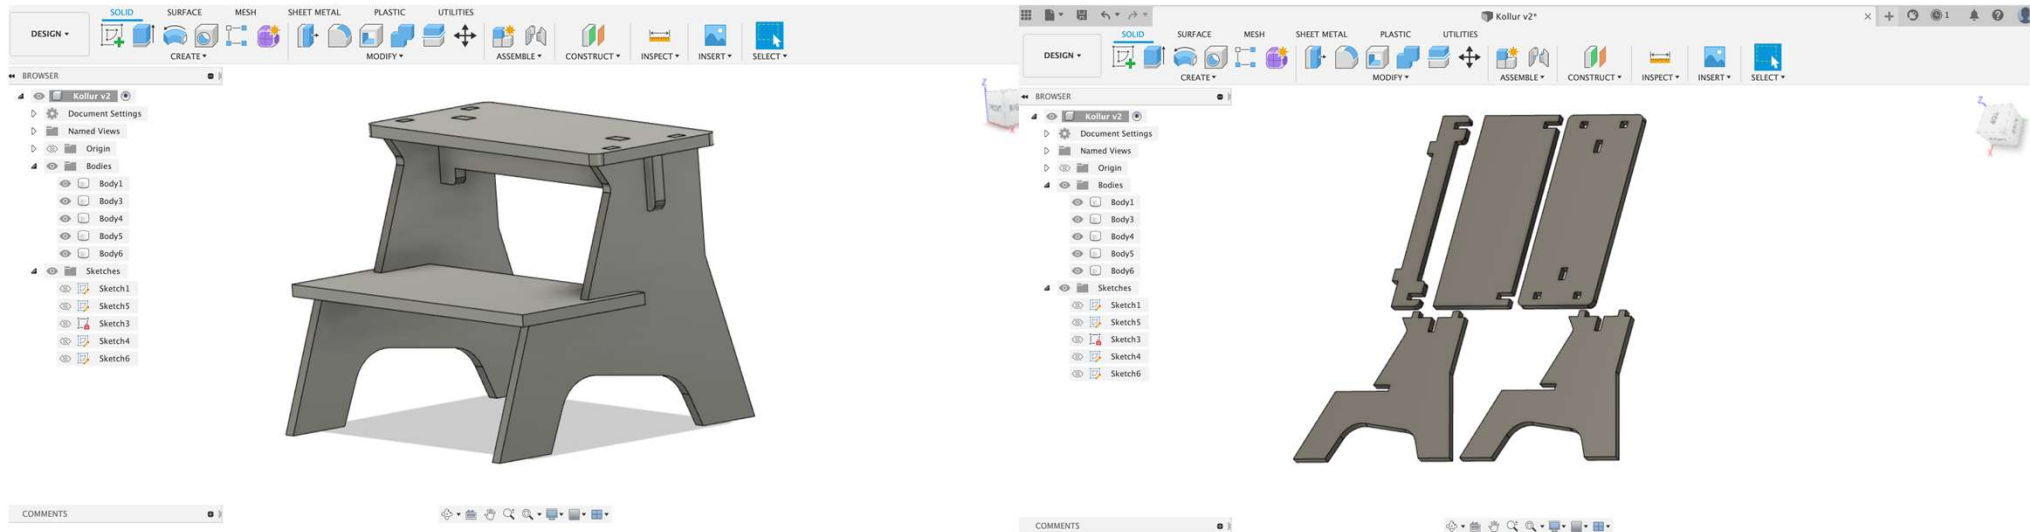 SOLID SURFACE MESH SHEET METAL PLASTIC UTILITIES
DESIGN
CREATE MODIFY ASSEMBLE CONSTRUCT INSPECT INSERT SELECT
BROWSER
Kollur v2
Document Settings
Named Views
Origin
Bodies
Body1
Body3
Body4
Body5
Body6
Sketches
Sketch1
Sketch5
Sketch3
Sketch4
Sketch6
COMMENTS
Kollur v2*
1
SOLID SURFACE MESH SHEET METAL PLASTIC UTILITIES
DESIGN
CREATE MODIFY ASSEMBLE CONSTRUCT INSPECT INSERT SELECT
BROWSER
Kollur v2
Document Settings
Named Views
Origin
Bodies
Body1
Body3
Body4
Body5
Body6
Sketches
Sketch1
Sketch5
Sketch3
Sketch4
Sketch6
COMMENTS